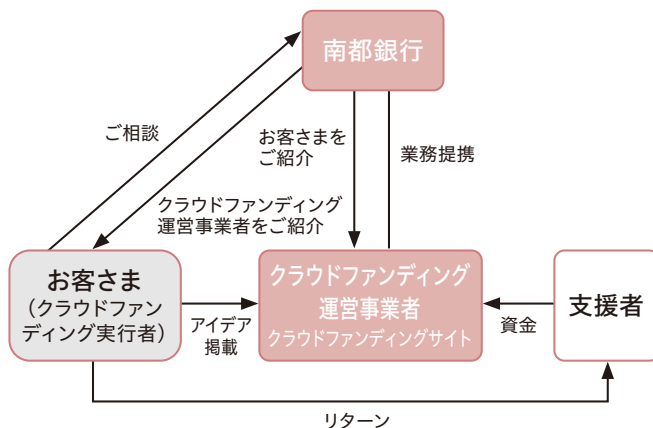 南都銀行
ご相談
お客さまを
ご紹介
業務提携
クラウドファンディング
運営事業者をご紹介
お客さま
（クラウドファン
ディング実行者）
アイデア
掲載
クラウドファンディング
運営事業者
クラウドファンディングサイト
資金
支援者
リターン